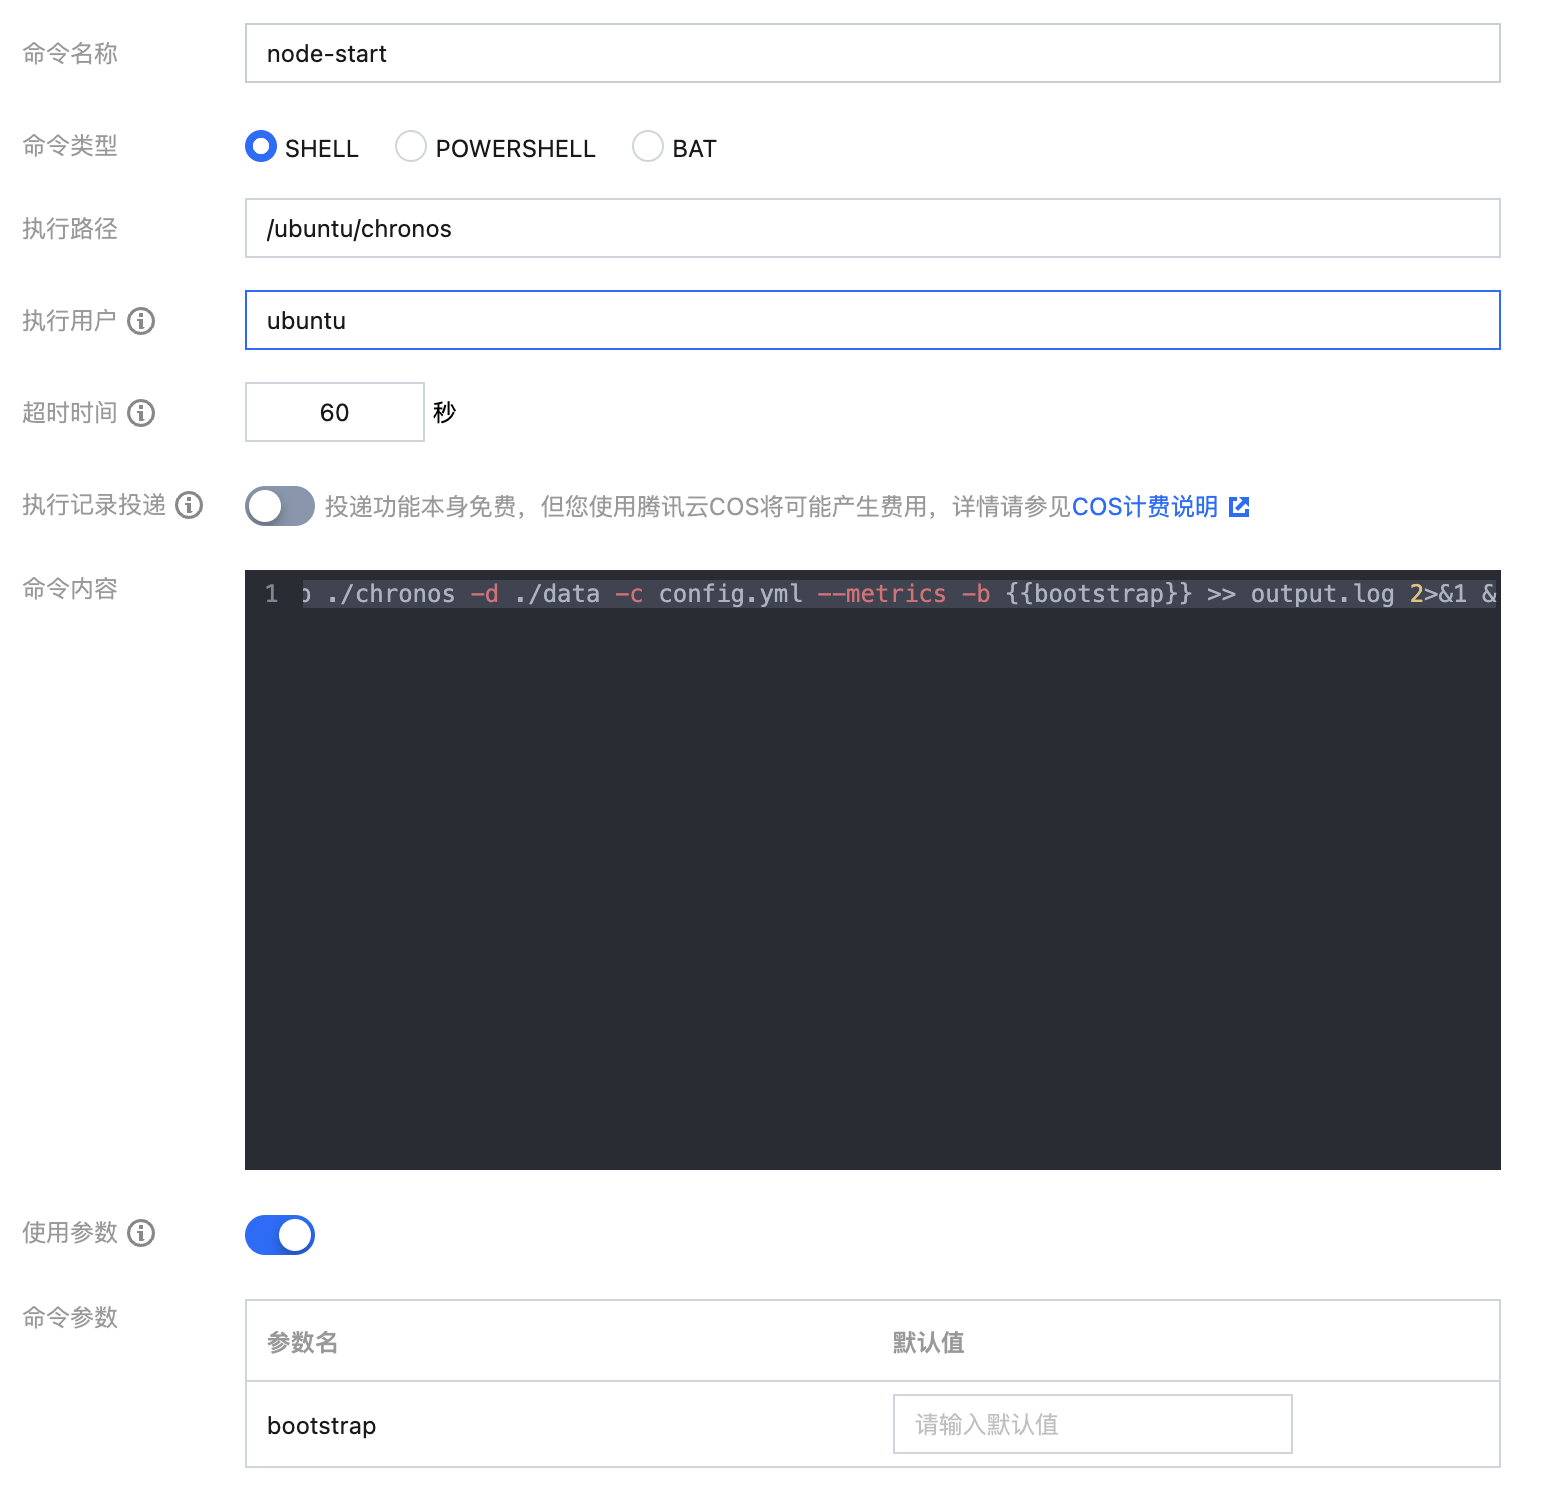 命令名称 node-start
命令类型 SHELL POWERSHELL BAT
执行路径 /ubuntu/chronos
执行用户 ubuntu
超时时间 60 秒
执行记录投递 投递功能本身免费，但您使用腾讯云COS将可能产生费用，详情请参见COS计费说明
命令内容
1 p ./chronos -d ./data -c config.yml --metrics -b {{bootstrap}} >> output.log 2>&1 &
使用参数
命令参数
参数名 默认值
bootstrap 请输入默认值